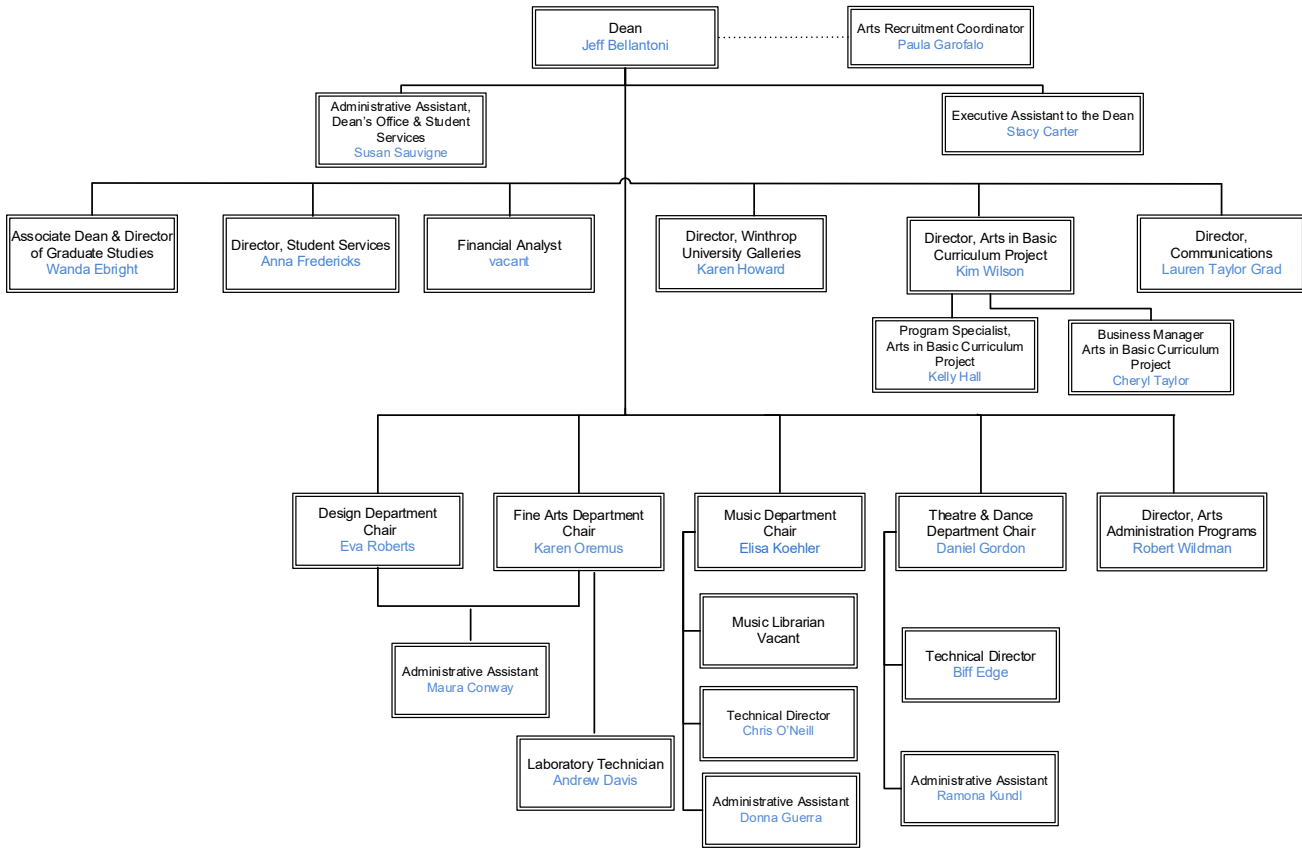 Dean
Jeff Bellantoni
Arts Recruitment Coordinator
Paula Garofalo
Administrative Assistant,
Dean's Office & Student
Services
Susan Sauvigne
Executive Assistant to the Dean
Stacy Carter
Associate Dean & Director
of Graduate Studies
Wanda Ebright
Director, Student Services
Anna Fredericks
Financial Analyst
vacant
Director, Winthrop
University Galleries
Karen Howard
Director, Arts in Basic
Curriculum Project
Kim Wilson
Director,
Communications
Lauren Taylor Grad
Program Specialist,
Arts in Basic Curriculum
Project
Kelly Hall
Business Manager
Arts in Basic Curriculum
Project
Cheryl Taylor
Design Department
Chair
Eva Roberts
Fine Arts Department
Chair
Karen Oremus
Music Department
Chair
Elisa Koehler
Theatre & Dance
Department Chair
Daniel Gordon
Director, Arts
Administration Programs
Robert Wildman
Administrative Assistant
Maura Conway
Laboratory Technician
Andrew Davis
Music Librarian
Vacant
Technical Director
Chris O'Neill
Administrative Assistant
Donna Guerra
Technical Director
Biff Edge
Administrative Assistant
Ramona Kundl